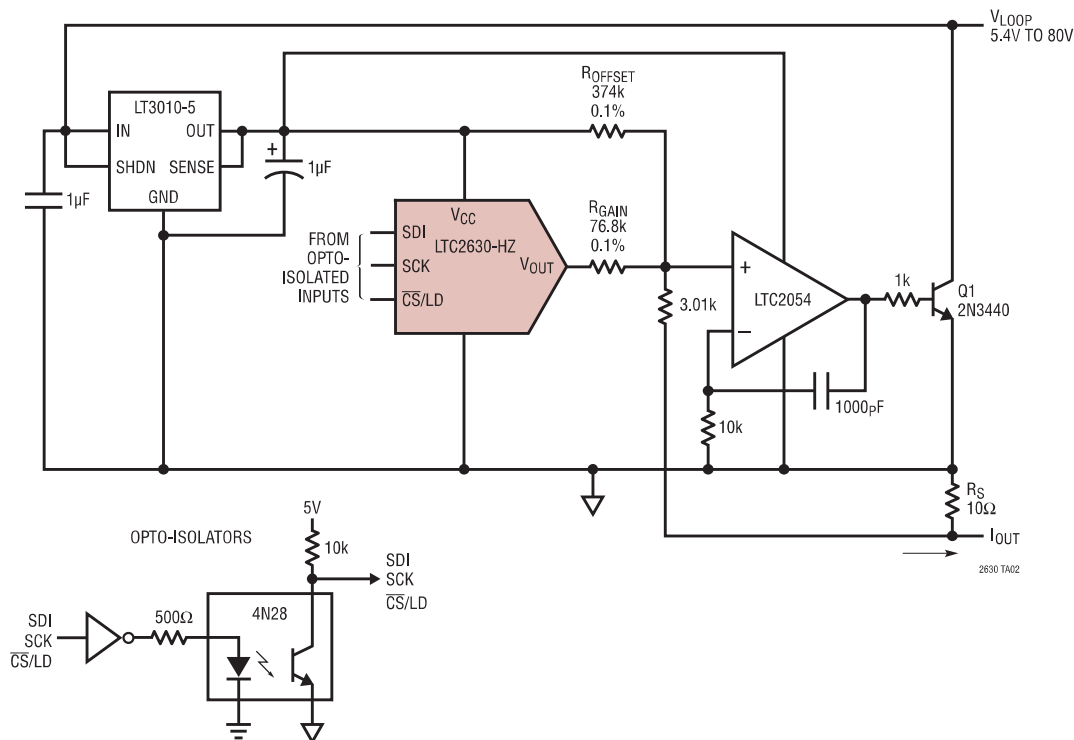 VLOOP
5.4V TO 80V
ROFFSET
374k
0.1%
LT3010-5
IN
OUT
SHDN
SENSE
GND
1µF
+
1µF
VCC
SDI
LTC2630-HZ
SCK
VOUT
CS/LD
FROM
OPTO-
ISOLATED
INPUTS
RGAIN
76.8k
0.1%
3.01k
+
LTC2054
−
1k
Q1
2N3440
1000pF
10k
RS
10Ω
IOUT
2630 TA02
OPTO-ISOLATORS
5V
10k
SDI
SCK
CS/LD
4N28
500Ω
SDI
SCK
CS/LD